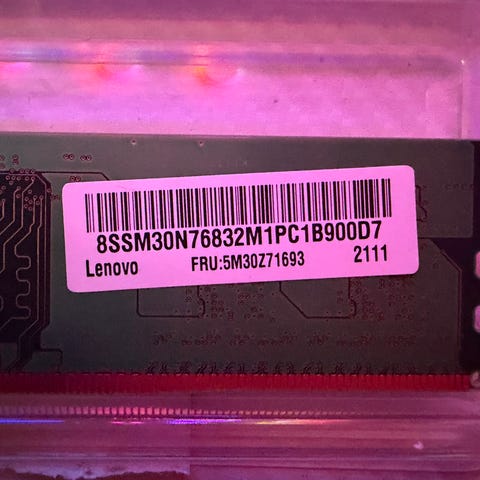 8SSM30N76832M1PC1B900D7
Lenovo FRU:5M30Z71693 2111